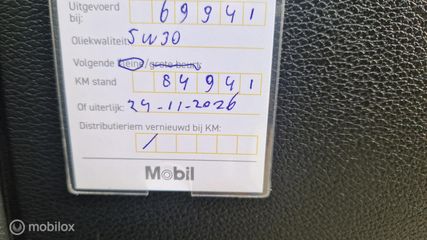 Uitgevoerd
bij: 69941
Oliekwaliteit 5W30
Volgende kleine/grote beurt:
KM stand 84941
Of uiterlijk: 24-11-2026
Distributieriem vernieuwd bij KM:
/
Mobil
mobilox